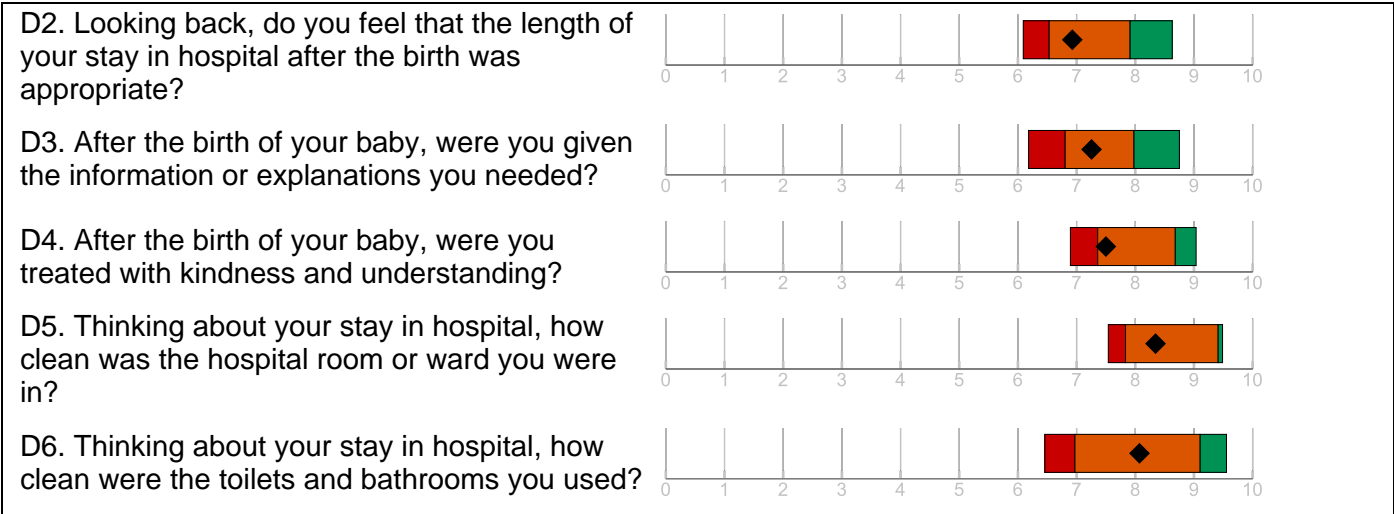 D2. Looking back, do you feel that the length of
your stay in hospital after the birth was
appropriate?
0 1 2 3 4 5 6 7 8 9 10
D3. After the birth of your baby, were you given
the information or explanations you needed?
0 1 2 3 4 5 6 7 8 9 10
D4. After the birth of your baby, were you
treated with kindness and understanding?
0 1 2 3 4 5 6 7 8 9 10
D5. Thinking about your stay in hospital, how
clean was the hospital room or ward you were
in?
0 1 2 3 4 5 6 7 8 9 10
D6. Thinking about your stay in hospital, how
clean were the toilets and bathrooms you used?
0 1 2 3 4 5 6 7 8 9 10